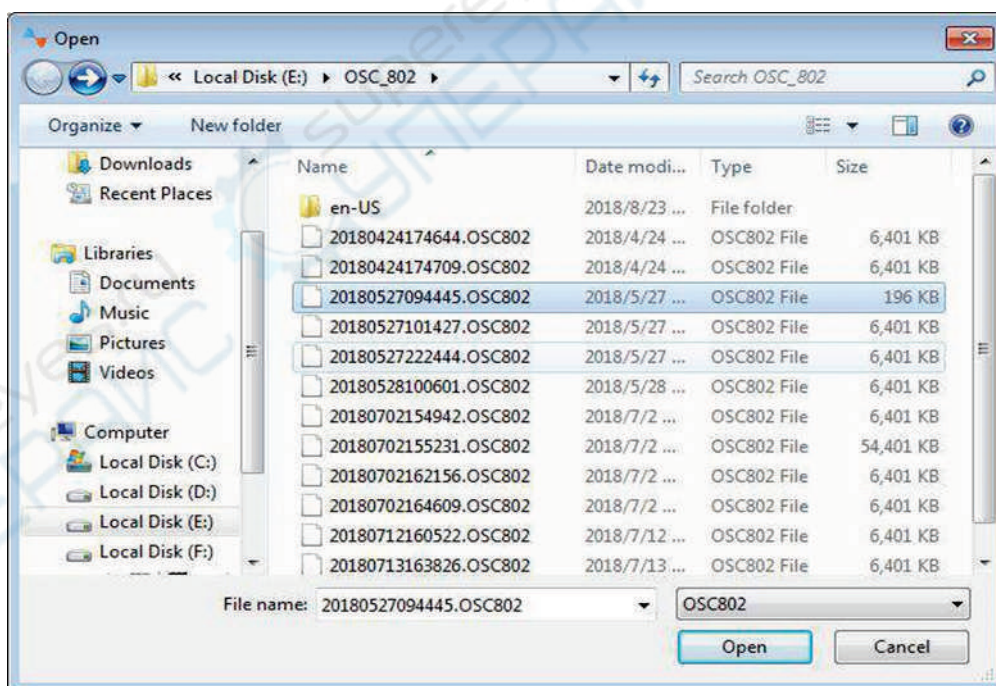 Open
« Local Disk (E:) ▸ OSC_802 ▸ Search OSC_802
Organize ▾ New folder
Downloads
Recent Places
Libraries
Documents
Music
Pictures
Videos
Computer
Local Disk (C:)
Local Disk (D:)
Local Disk (E:)
Local Disk (F:)
Name Date modi... Type Size
en-US 2018/8/23 ... File folder
20180424174644.OSC802 2018/4/24 ... OSC802 File 6,401 KB
20180424174709.OSC802 2018/4/24 ... OSC802 File 6,401 KB
20180527094445.OSC802 2018/5/27 ... OSC802 File 196 KB
20180527101427.OSC802 2018/5/27 ... OSC802 File 6,401 KB
20180527222444.OSC802 2018/5/27 ... OSC802 File 6,401 KB
20180528100601.OSC802 2018/5/28 ... OSC802 File 6,401 KB
20180702154942.OSC802 2018/7/2 ... OSC802 File 6,401 KB
20180702155231.OSC802 2018/7/2 ... OSC802 File 54,401 KB
20180702162156.OSC802 2018/7/2 ... OSC802 File 6,401 KB
20180702164609.OSC802 2018/7/2 ... OSC802 File 6,401 KB
20180712160522.OSC802 2018/7/12 ... OSC802 File 6,401 KB
20180713163826.OSC802 2018/7/13 ... OSC802 File 6,401 KB
File name: 20180527094445.OSC802 OSC802
Open Cancel